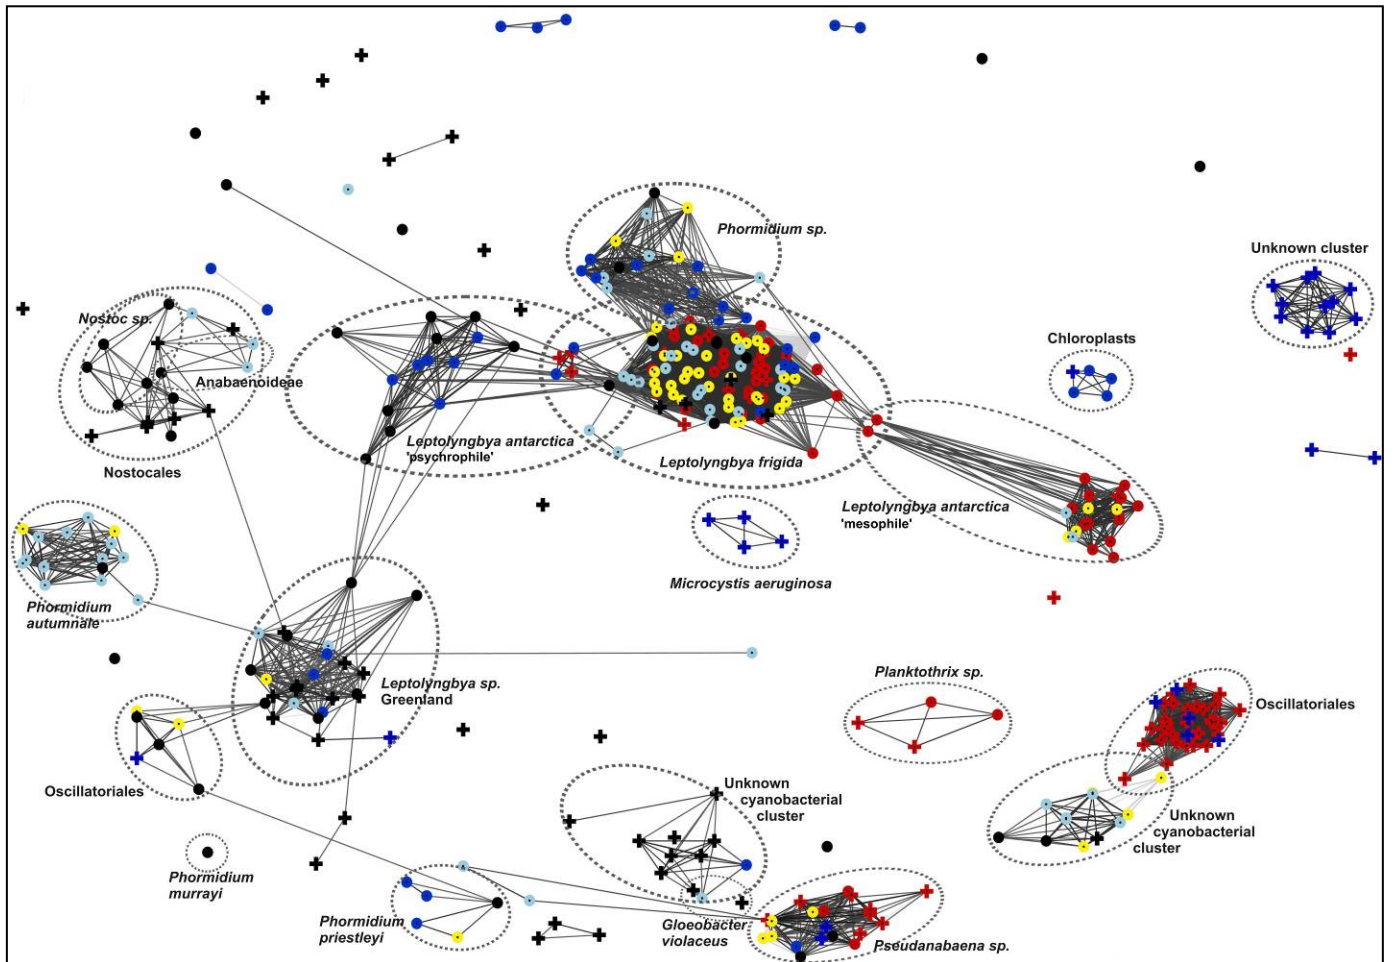 Phormidium sp.
Unknown cluster
Nostoc sp.
Chloroplasts
Anabaenoideae
Leptolyngbya antarctica
'psychrophile'
Nostocales
Leptolyngbya frigida
Leptolyngbya antarctica
'mesophile'
Microcystis aeruginosa
Phormidium
autumnale
Leptolyngbya sp.
Greenland
Planktothrix sp.
Oscillatoriales
Oscillatoriales
Unknown
cyanobacterial
cluster
Unknown
cyanobacterial
cluster
Phormidium
murrayi
Phormidium
priestleyi
Gloeobacter
violaceus
Pseudanabaena sp.